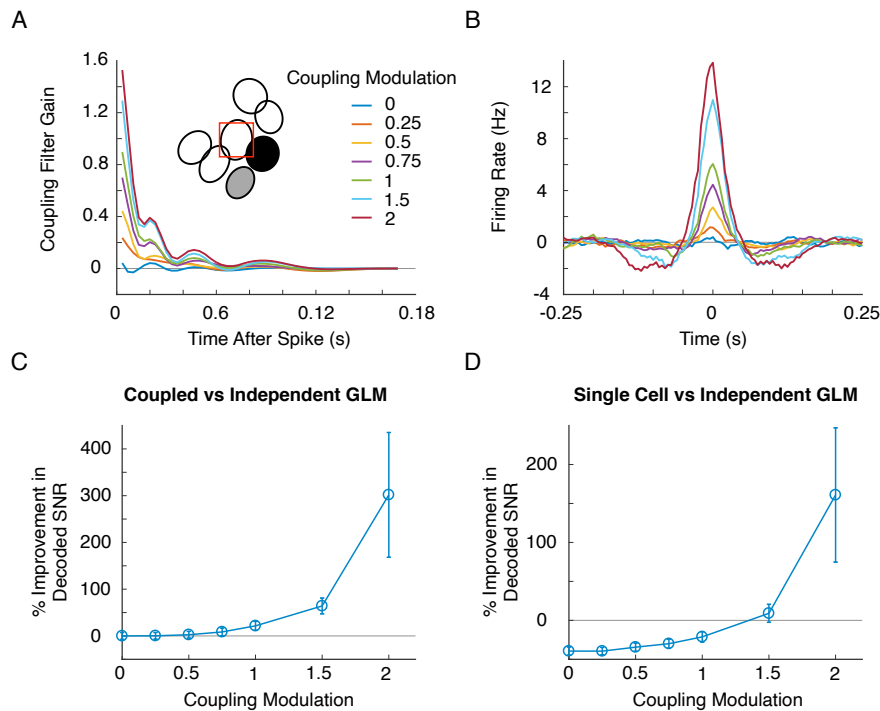 A
Coupling Filter Gain
1.6
1.2
0.8
0.4
0
0
0.6
0.12
0.18
Time After Spike (s)
Coupling Modulation
0
0.25
0.5
0.75
1
1.5
2
B
Firing Rate (Hz)
12
8
4
0
-4
-0.25
0
0.25
Time (s)
C
Coupled vs Independent GLM
% Improvement in
Decoded SNR
400
300
200
100
0
0
0.5
1
1.5
2
Coupling Modulation
D
Single Cell vs Independent GLM
% Improvement in
Decoded SNR
200
100
0
0
0.5
1
1.5
2
Coupling Modulation